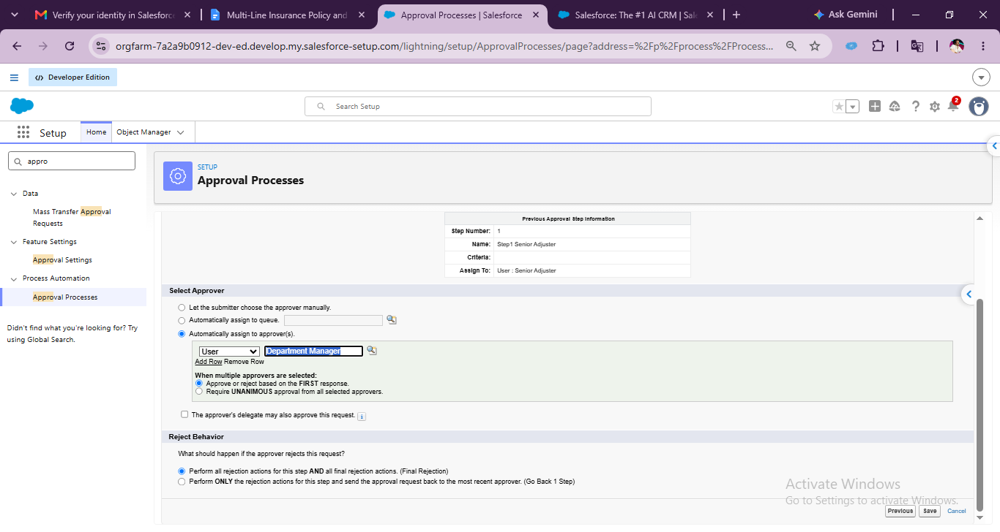 Verify your identity in Salesforc
Multi-Line Insurance Policy and
Approval Processes | Salesforce
Salesforce: The #1 AI CRM | Sal
Ask Gemini
orgfarm-7a2a9b0912-dev-ed.develop.my.salesforce-setup.com/lightning/setup/ApprovalProcesses/page?address=%2Fp%2Fprocess%2FProcess...
Developer Edition
Search Setup
2
Setup
Home
Object Manager
appro
SETUP
Approval Processes
Data
Mass Transfer Approval
Requests
Feature Settings
Approval Settings
Process Automation
Approval Processes
Didn't find what you're looking for? Try
using Global Search.
Previous Approval Step Information
Step Number: 1
Name: Step1 Senior Adjuster
Criteria:
Assign To: User : Senior Adjuster
Select Approver
Let the submitter choose the approver manually.
Automatically assign to queue.
Automatically assign to approver(s).
User Department Manager
Add Row Remove Row
When multiple approvers are selected:
Approve or reject based on the FIRST response.
Require UNANIMOUS approval from all selected approvers.
The approver's delegate may also approve this request. i
Reject Behavior
What should happen if the approver rejects this request?
Perform all rejection actions for this step AND all final rejection actions. (Final Rejection)
Perform ONLY the rejection actions for this step and send the approval request back to the most recent approver. (Go Back 1 Step)
Activate Windows
Go to Settings to activate Windows.
Previous Save Cancel